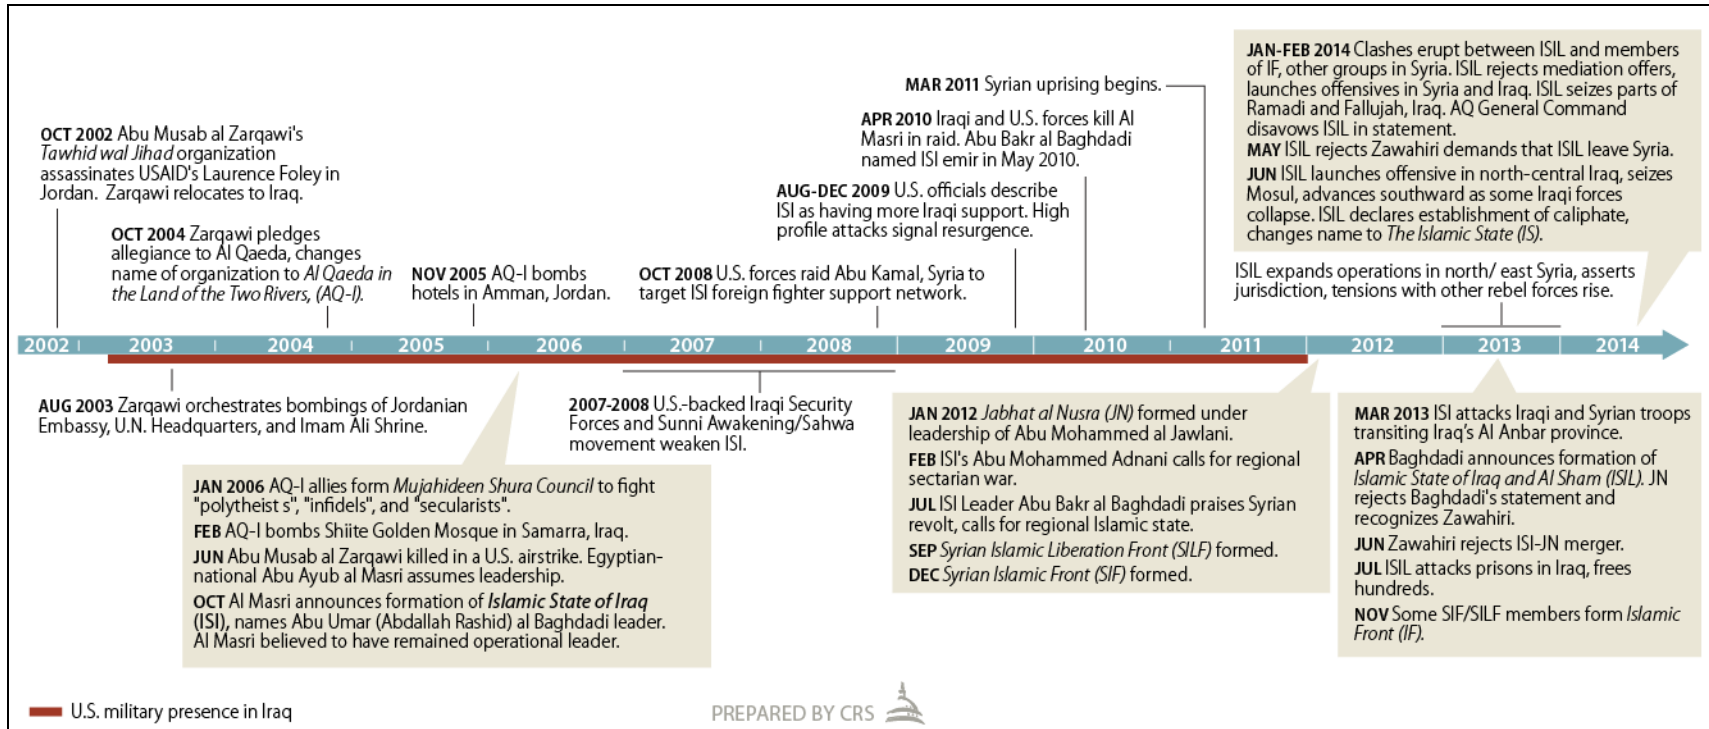 OCT 2002 Abu Musab al Zarqawi's
Tawhid wal Jihad organization
assassinates USAID's Laurence Foley in
Jordan. Zarqawi relocates to Iraq.
OCT 2004 Zarqawi pledges
allegiance to Al Qaeda, changes
name of organization to Al Qaeda in
the Land of the Two Rivers, (AQ-I).
NOV 2005 AQ-I bombs
hotels in Amman, Jordan.
OCT 2008 U.S. forces raid Abu Kamal, Syria to
target ISI foreign fighter support network.
AUG-DEC 2009 U.S. officials describe
ISI as having more Iraqi support. High
profile attacks signal resurgence.
APR 2010 Iraqi and U.S. forces kill Al
Masri in raid. Abu Bakr al Baghdadi
named ISI emir in May 2010.
MAR 2011 Syrian uprising begins.
JAN-FEB 2014 Clashes erupt between ISIL and members
of IF, other groups in Syria. ISIL rejects mediation offers,
launches offensives in Syria and Iraq. ISIL seizes parts of
Ramadi and Fallujah, Iraq. AQ General Command
disavows ISIL in statement.
MAY ISIL rejects Zawahiri demands that ISIL leave Syria.
JUN ISIL launches offensive in north-central Iraq, seizes
Mosul, advances southward as some Iraqi forces
collapse. ISIL declares establishment of caliphate,
changes name to The Islamic State (IS).
ISIL expands operations in north/ east Syria, asserts
jurisdiction, tensions with other rebel forces rise.
2002 2003 2004 2005 2006 2007 2008 2009 2010 2011 2012 2013 2014
AUG 2003 Zarqawi orchestrates bombings of Jordanian
Embassy, U.N. Headquarters, and Imam Ali Shrine.
JAN 2006 AQ-I allies form Mujahideen Shura Council to fight
"polytheist s", "infidels", and "secularists".
FEB AQ-I bombs Shiite Golden Mosque in Samarra, Iraq.
JUN Abu Musab al Zarqawi killed in a U.S. airstrike. Egyptian-
national Abu Ayub al Masri assumes leadership.
OCT Al Masri announces formation of Islamic State of Iraq
(ISI), names Abu Umar (Abdallah Rashid) al Baghdadi leader.
Al Masri believed to have remained operational leader.
2007-2008 U.S.-backed Iraqi Security
Forces and Sunni Awakening/Sahwa
movement weaken ISI.
JAN 2012 Jabhat al Nusra (JN) formed under
leadership of Abu Mohammed al Jawlani.
FEB ISI's Abu Mohammed Adnani calls for regional
sectarian war.
JUL ISI Leader Abu Bakr al Baghdadi praises Syrian
revolt, calls for regional Islamic state.
SEP Syrian Islamic Liberation Front (SILF) formed.
DEC Syrian Islamic Front (SIF) formed.
MAR 2013 ISI attacks Iraqi and Syrian troops
transiting Iraq's Al Anbar province.
APR Baghdadi announces formation of
Islamic State of Iraq and Al Sham (ISIL). JN
rejects Baghdadi's statement and
recognizes Zawahiri.
JUN Zawahiri rejects ISI-JN merger.
JUL ISIL attacks prisons in Iraq, frees
hundreds.
NOV Some SIF/SILF members form Islamic
Front (IF).
U.S. military presence in Iraq
PREPARED BY CRS